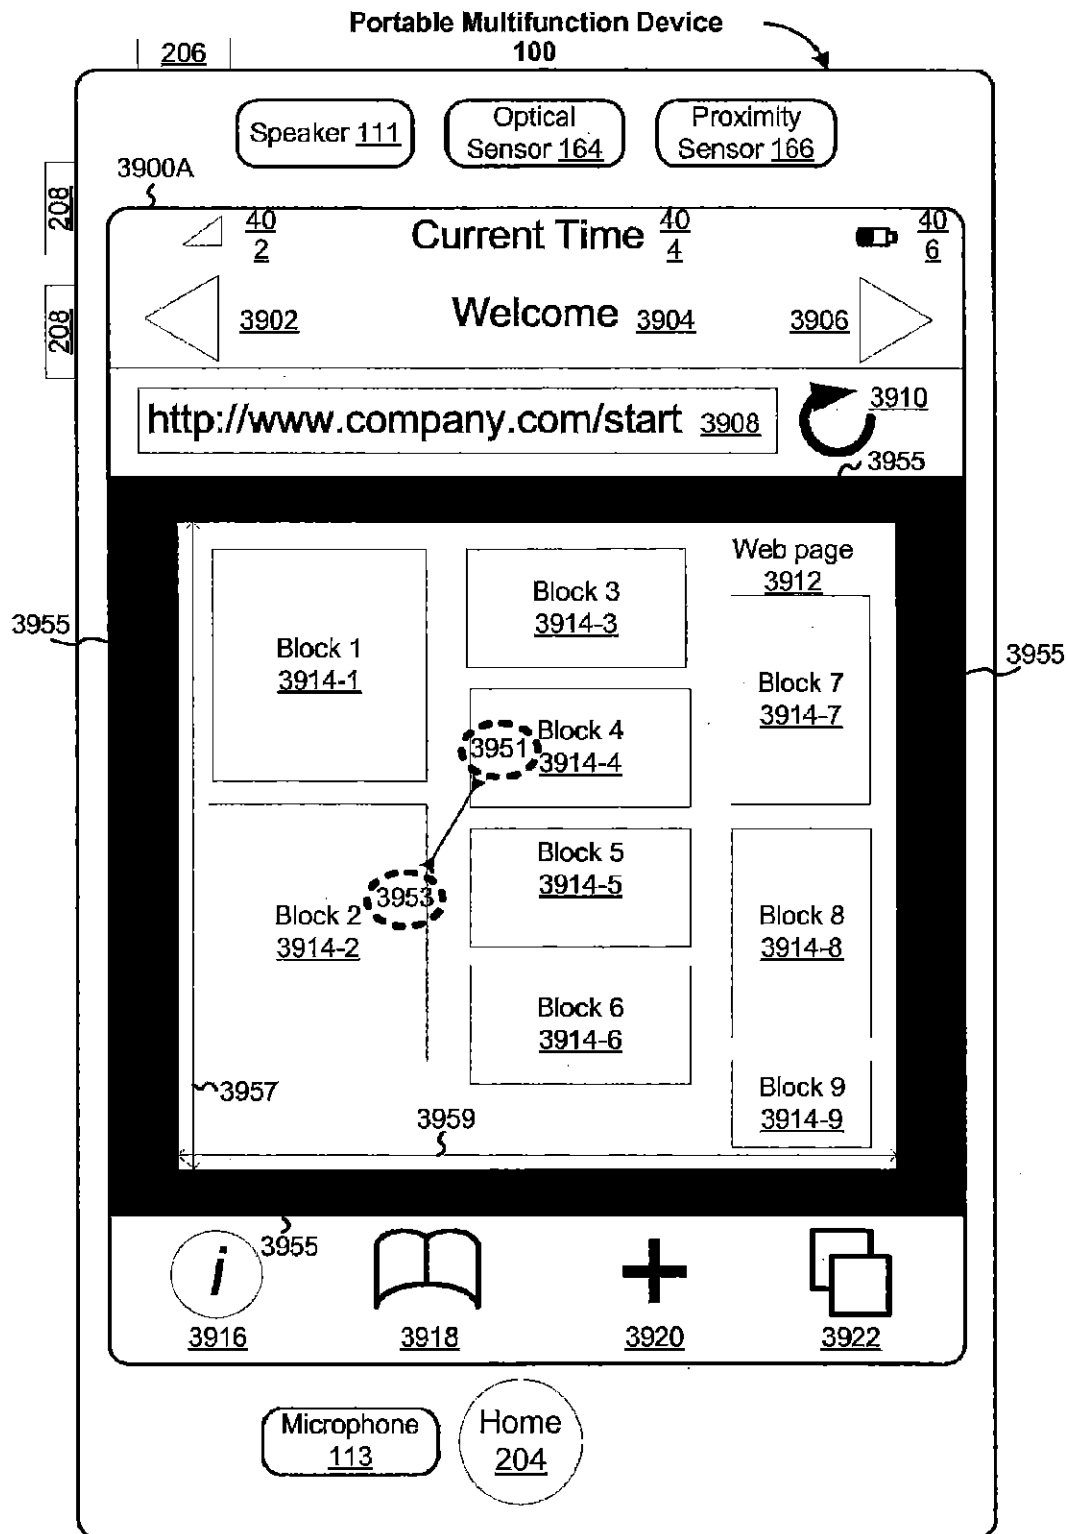 Portable Multifunction Device
100
206
Speaker 111
Optical
Sensor 164
Proximity
Sensor 166
3900A
208
208
40
2
Current Time
40
4
40
6
3902
Welcome 3904
3906
http://www.company.com/start 3908
3910
3955
Web page
3912
Block 1
3914-1
Block 3
3914-3
3955
3955
Block 7
3914-7
3951
Block 4
3914-4
Block 5
3914-5
3953
Block 2
3914-2
Block 8
3914-8
Block 6
3914-6
3957
3959
Block 9
3914-9
3955
i
3916
3918
3920
3922
Microphone
113
Home
204